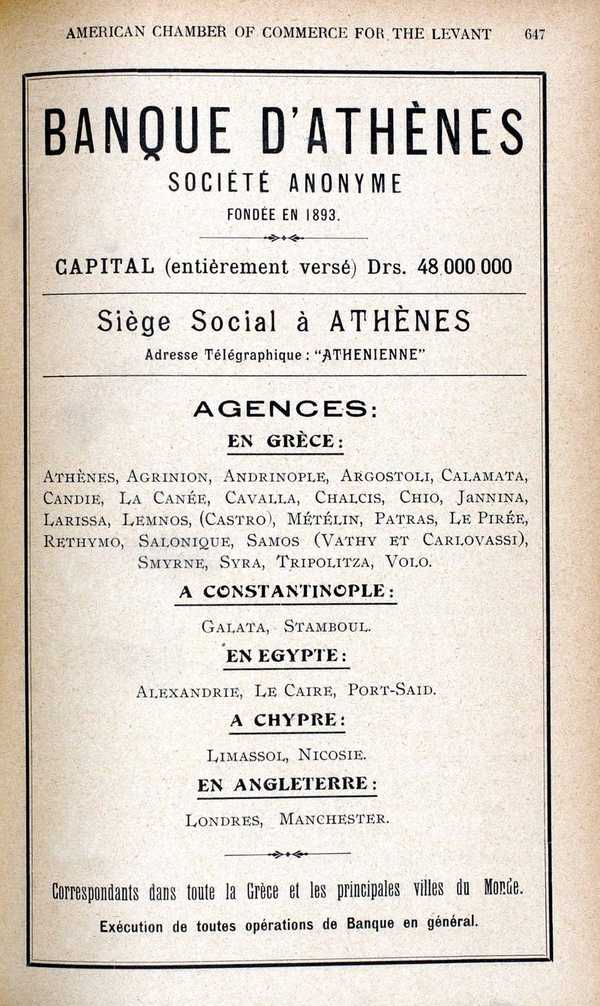 AMERICAN CHAMBER OF COMMERCE FOR THE LEVANT 647
BANQUE D'ATHÈNES
SOCIÉTÉ ANONYME
FONDÉE EN 1893.
CAPITAL (entièrement versé) Drs. 48.000.000
Siège Social à ATHÈNES
Adresse Télégraphique : "ATHENIENNE"
AGENCES:
EN GRÈCE :
ATHÈNES, AGRINION, ANDRINOPLE, ARGOSTOLI, CALAMATA,
CANDIE, LA CANÉE, CAVALLA, CHALCIS, CHIO, JANNINA,
LARISSA, LEMNOS, (CASTRO), MÉTÉLIN, PATRAS, LE PIRÉE,
RETHYMO, SALONIQUE, SAMOS (VATHY ET CARLOVASSI),
SMYRNE, SYRA, TRIPOLITZA, VOLO.
A CONSTANTINOPLE :
GALATA, STAMBOUL.
EN EGYPTE :
ALEXANDRIE, LE CAIRE, PORT-SAID.
A CHYPRE :
LIMASSOL, NICOSIE.
EN ANGLETERRE :
LONDRES, MANCHESTER.
Correspondants dans toute la Grèce et les principales villes du Monde.
Exécution de toutes opérations de Banque en général.